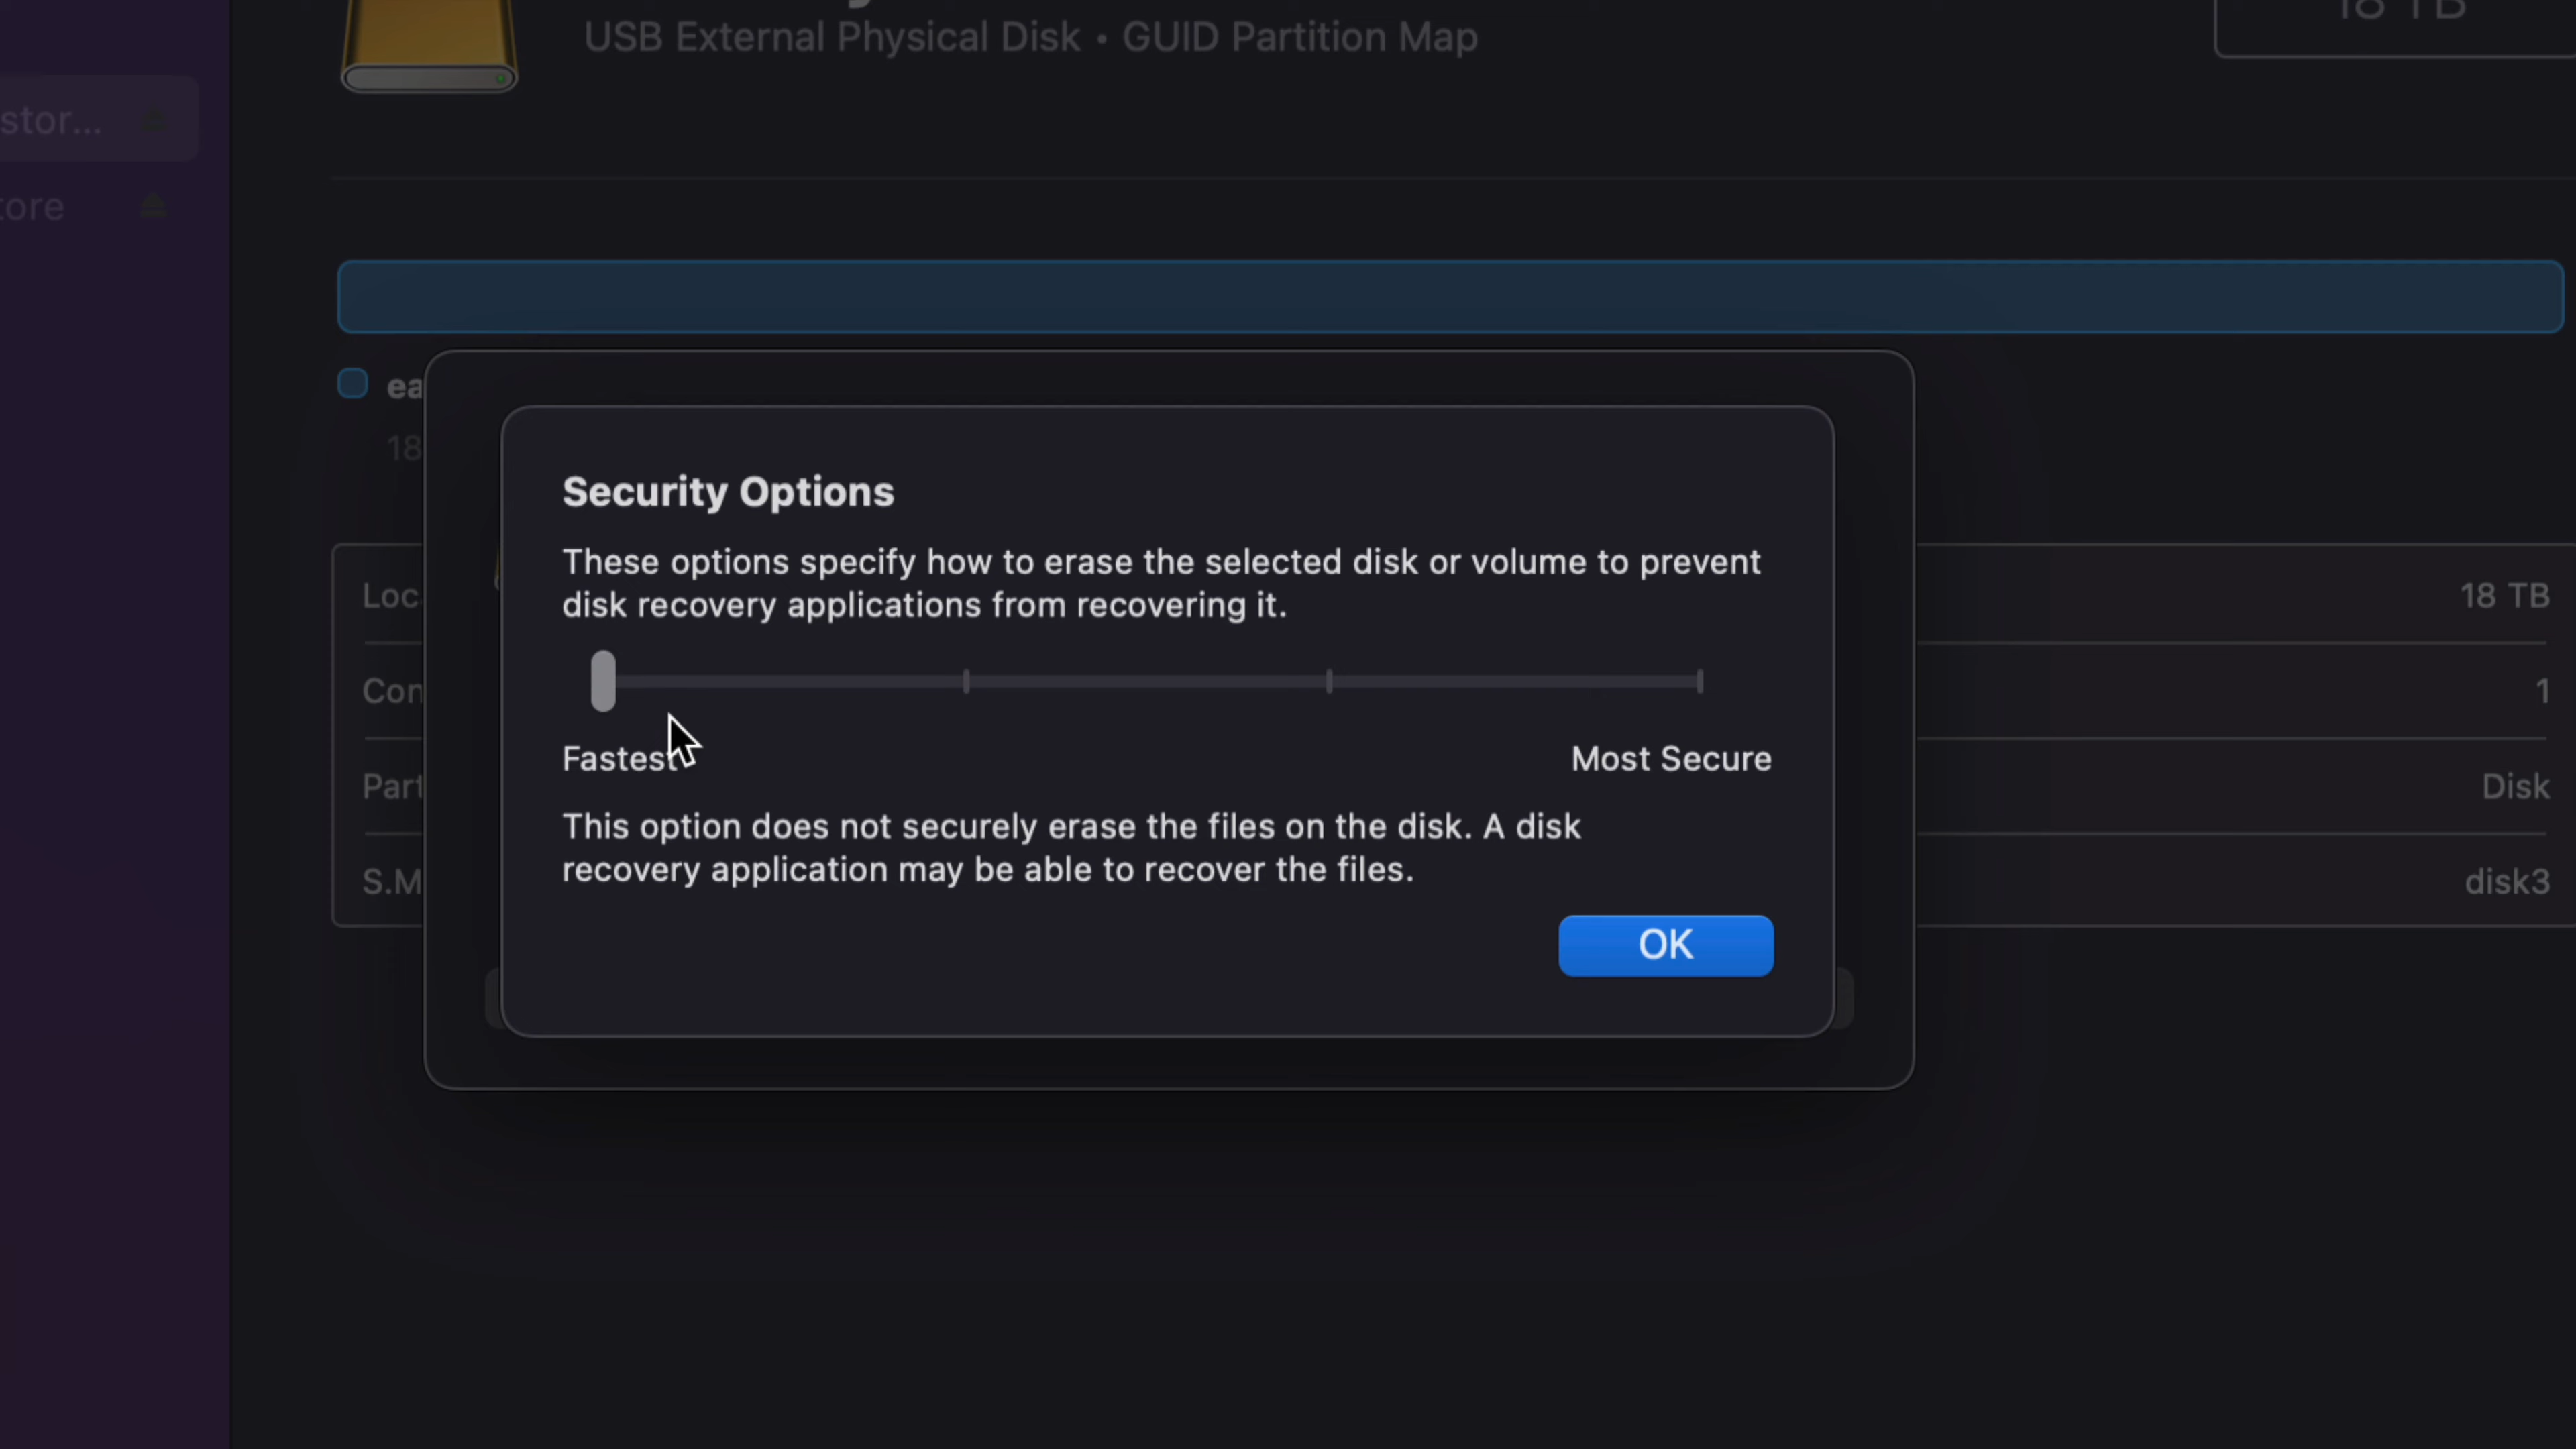 USB External Physical Disk • GUID Partition Map
18 TB
stor...
tore
ea
18
Security Options
These options specify how to erase the selected disk or volume to prevent
disk recovery applications from recovering it.
Fastest
Most Secure
This option does not securely erase the files on the disk. A disk
recovery application may be able to recover the files.
OK
Loc
18 TB
Con
1
Part
Disk
S.M
disk3